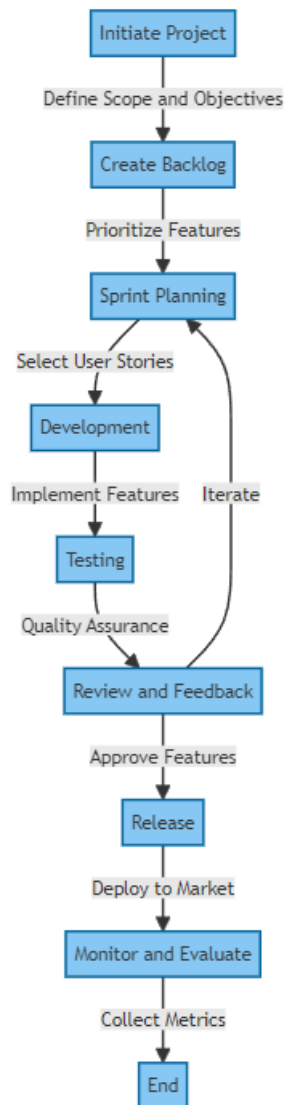 Initiate Project
Define Scope and Objectives
Create Backlog
Prioritize Features
Sprint Planning
Select User Stories
Development
Implement Features
Iterate
Testing
Quality Assurance
Review and Feedback
Approve Features
Release
Deploy to Market
Monitor and Evaluate
Collect Metrics
End